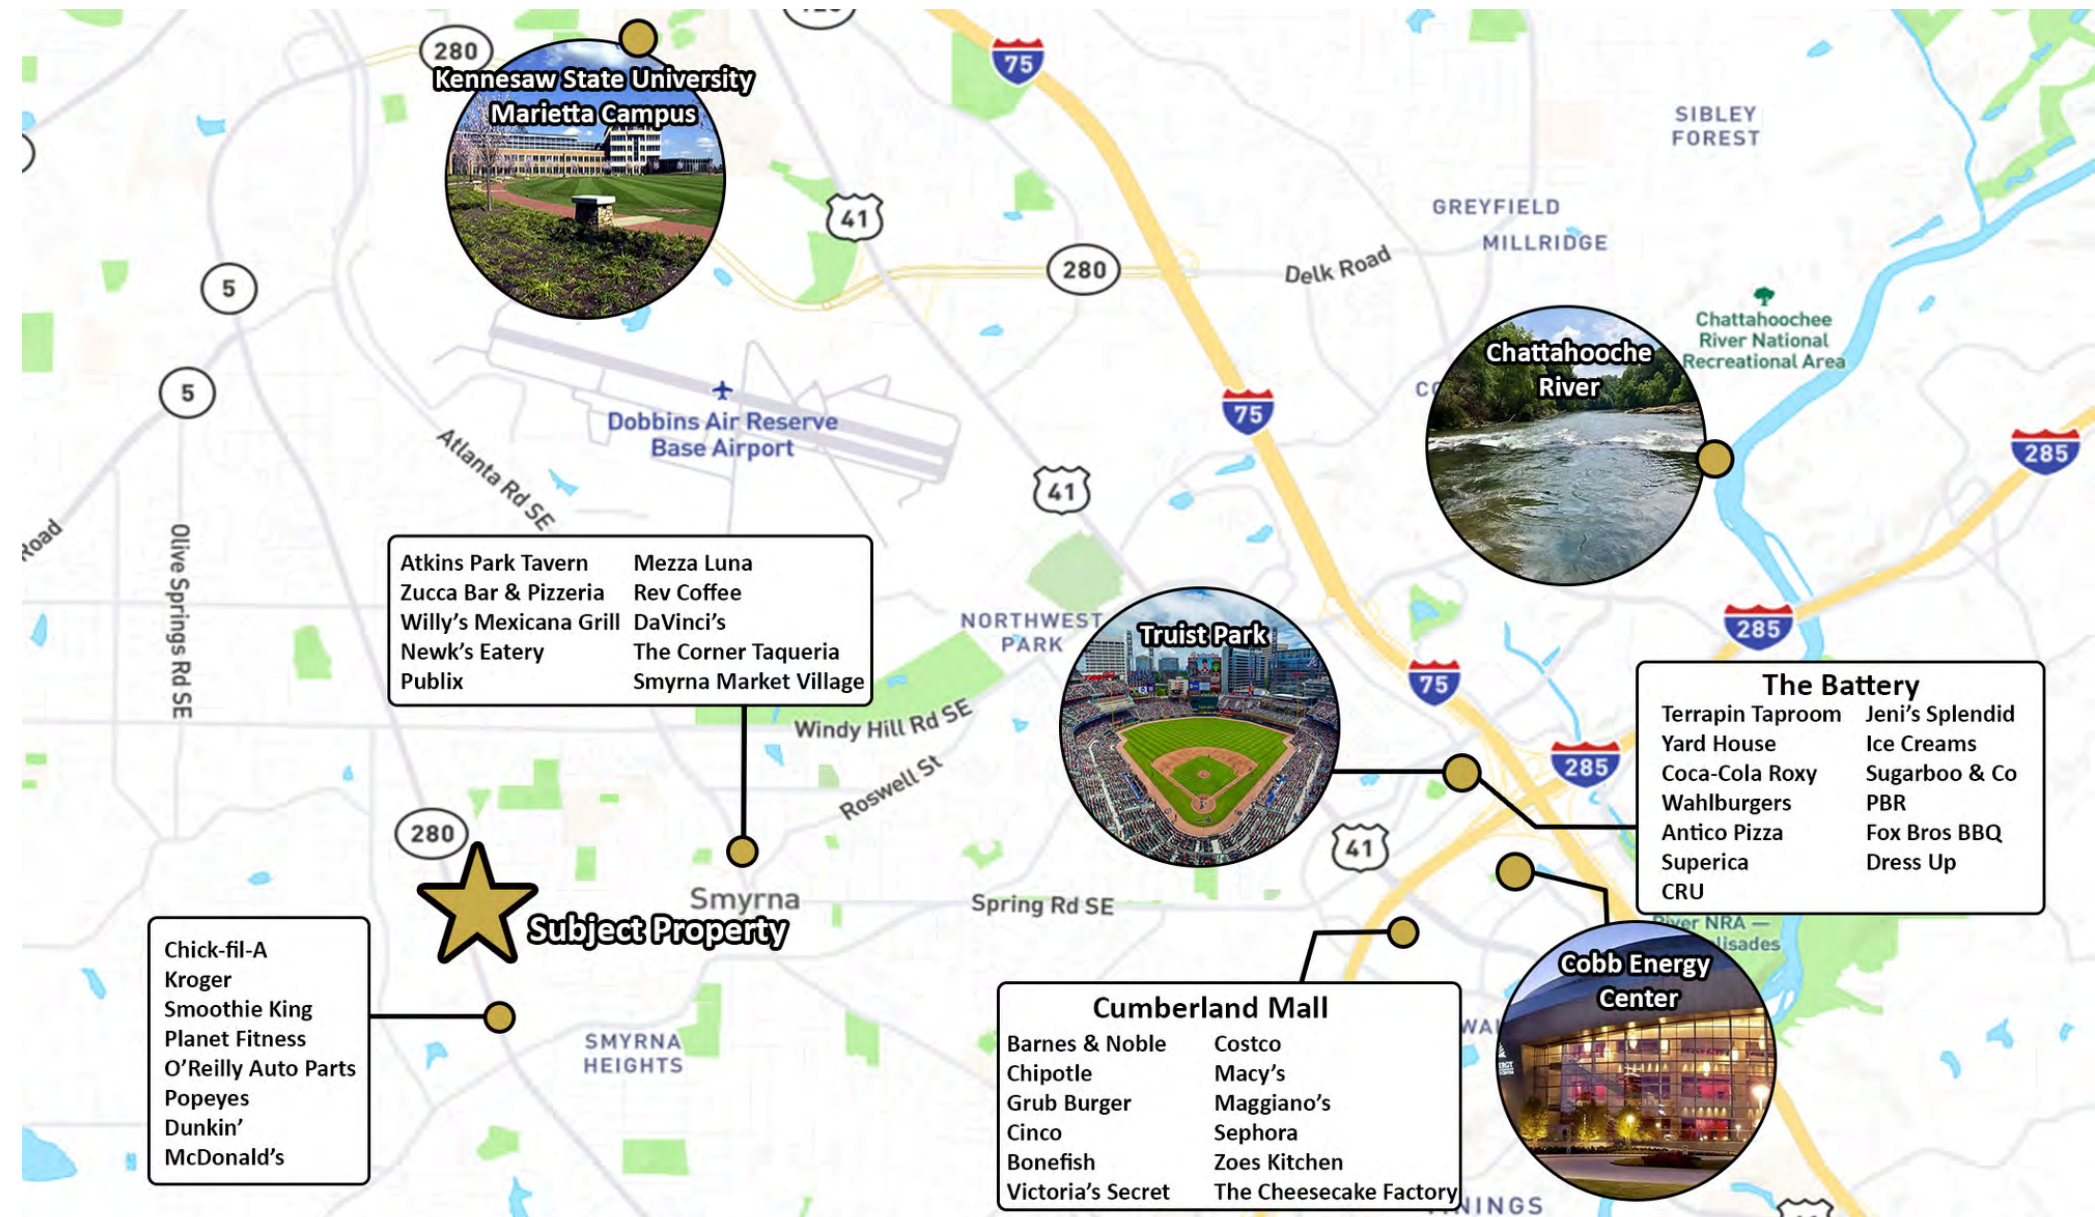 280
Kennesaw State University
Marietta Campus
75
SIBLEY
FOREST
41
GREYFIELD
MILLRIDGE
280
Delk Road
5
Chattahoochee
River National
Recreational Area
Chattahooche
River
5
75
Dobbins Air Reserve
Base Airport
Atlanta Rd SE
285
41
Road
Olive Springs Rd SE
Atkins Park Tavern
Zucca Bar & Pizzeria
Willy's Mexicana Grill
Newk's Eatery
Publix
Mezza Luna
Rev Coffee
DaVinci's
The Corner Taqueria
Smyrna Market Village
NORTHWEST
PARK
Truist Park
285
75
Windy Hill Rd SE
Roswell St
285
The Battery
Terrapin Taproom
Yard House
Coca-Cola Roxy
Wahlburgers
Antico Pizza
Superica
CRU
Jeni's Splendid
Ice Creams
Sugarboo & Co
PBR
Fox Bros BBQ
Dress Up
280
41
Smyrna
Spring Rd SE
Subject Property
River NRA —
lisades
Chick-fil-A
Kroger
Smoothie King
Planet Fitness
O'Reilly Auto Parts
Popeyes
Dunkin'
McDonald's
SMYRNA
HEIGHTS
Cobb Energy
Center
Cumberland Mall
Barnes & Noble
Chipotle
Grub Burger
Cinco
Bonefish
Victoria's Secret
Costco
Macy's
Maggiano's
Sephora
Zoes Kitchen
The Cheesecake Factory
NINGS